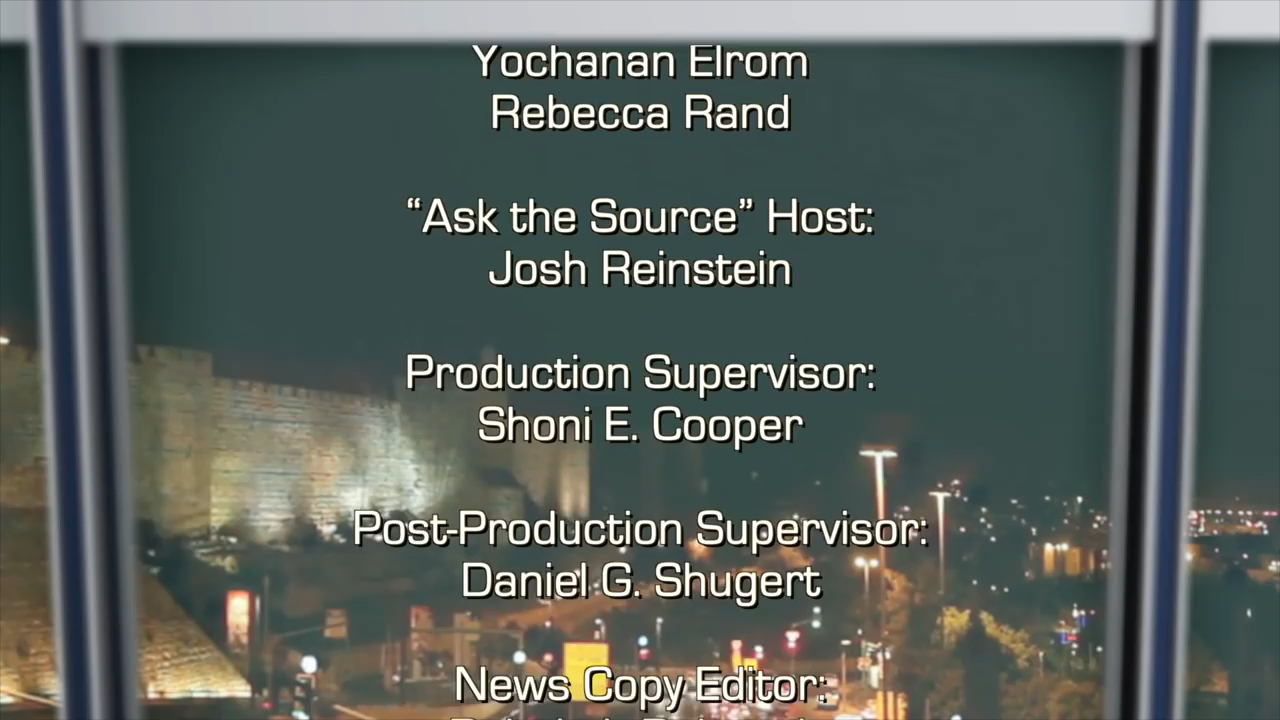 Yochanan Elrom
Rebecca Rand
“Ask the Source” Host:
Josh Reinstein
Production Supervisor:
Shoni E. Cooper
Post-Production Supervisor:
Daniel G. Shugert
News Copy Editor: